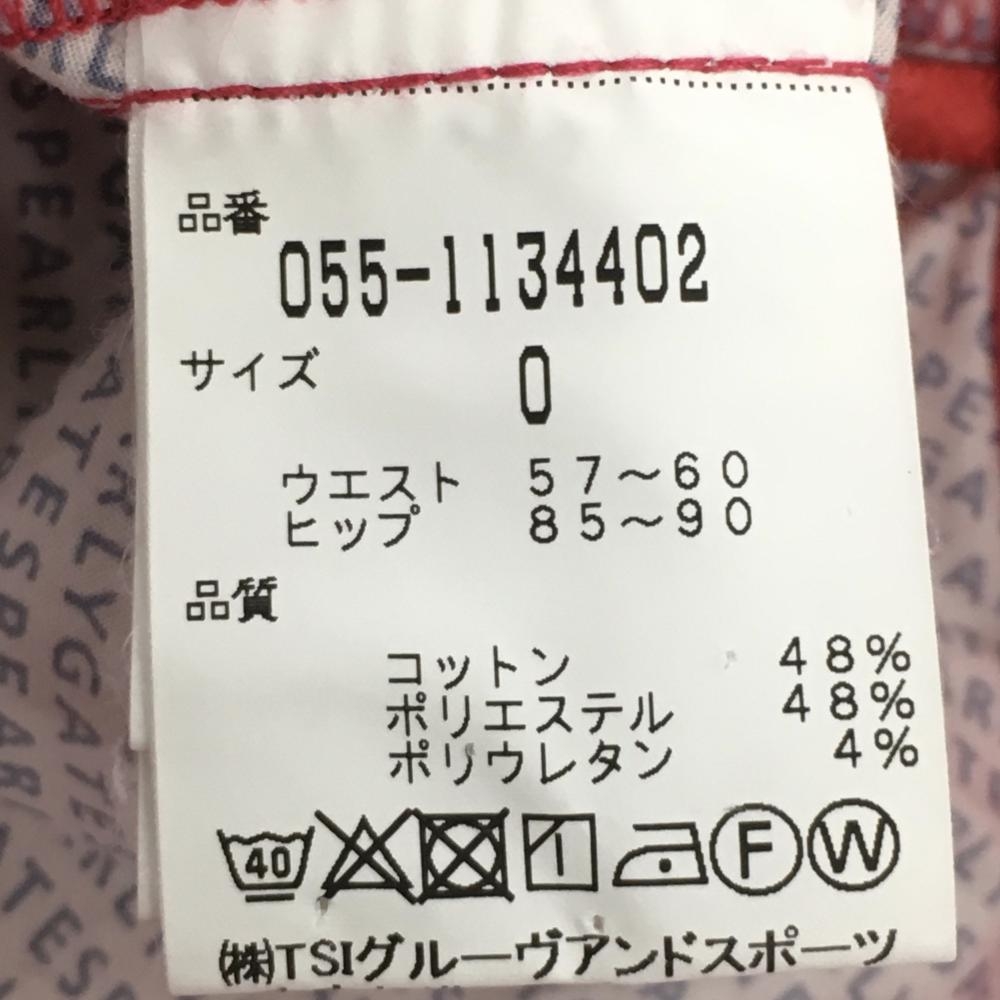 品番
055-1134402
サイズ 0
ウエスト 57～60
ヒップ 85～90
品質
コットン 48%
ポリエステル 48%
ポリウレタン 4%
40 F W
㈱TSIグルーヴアンドスポーツ